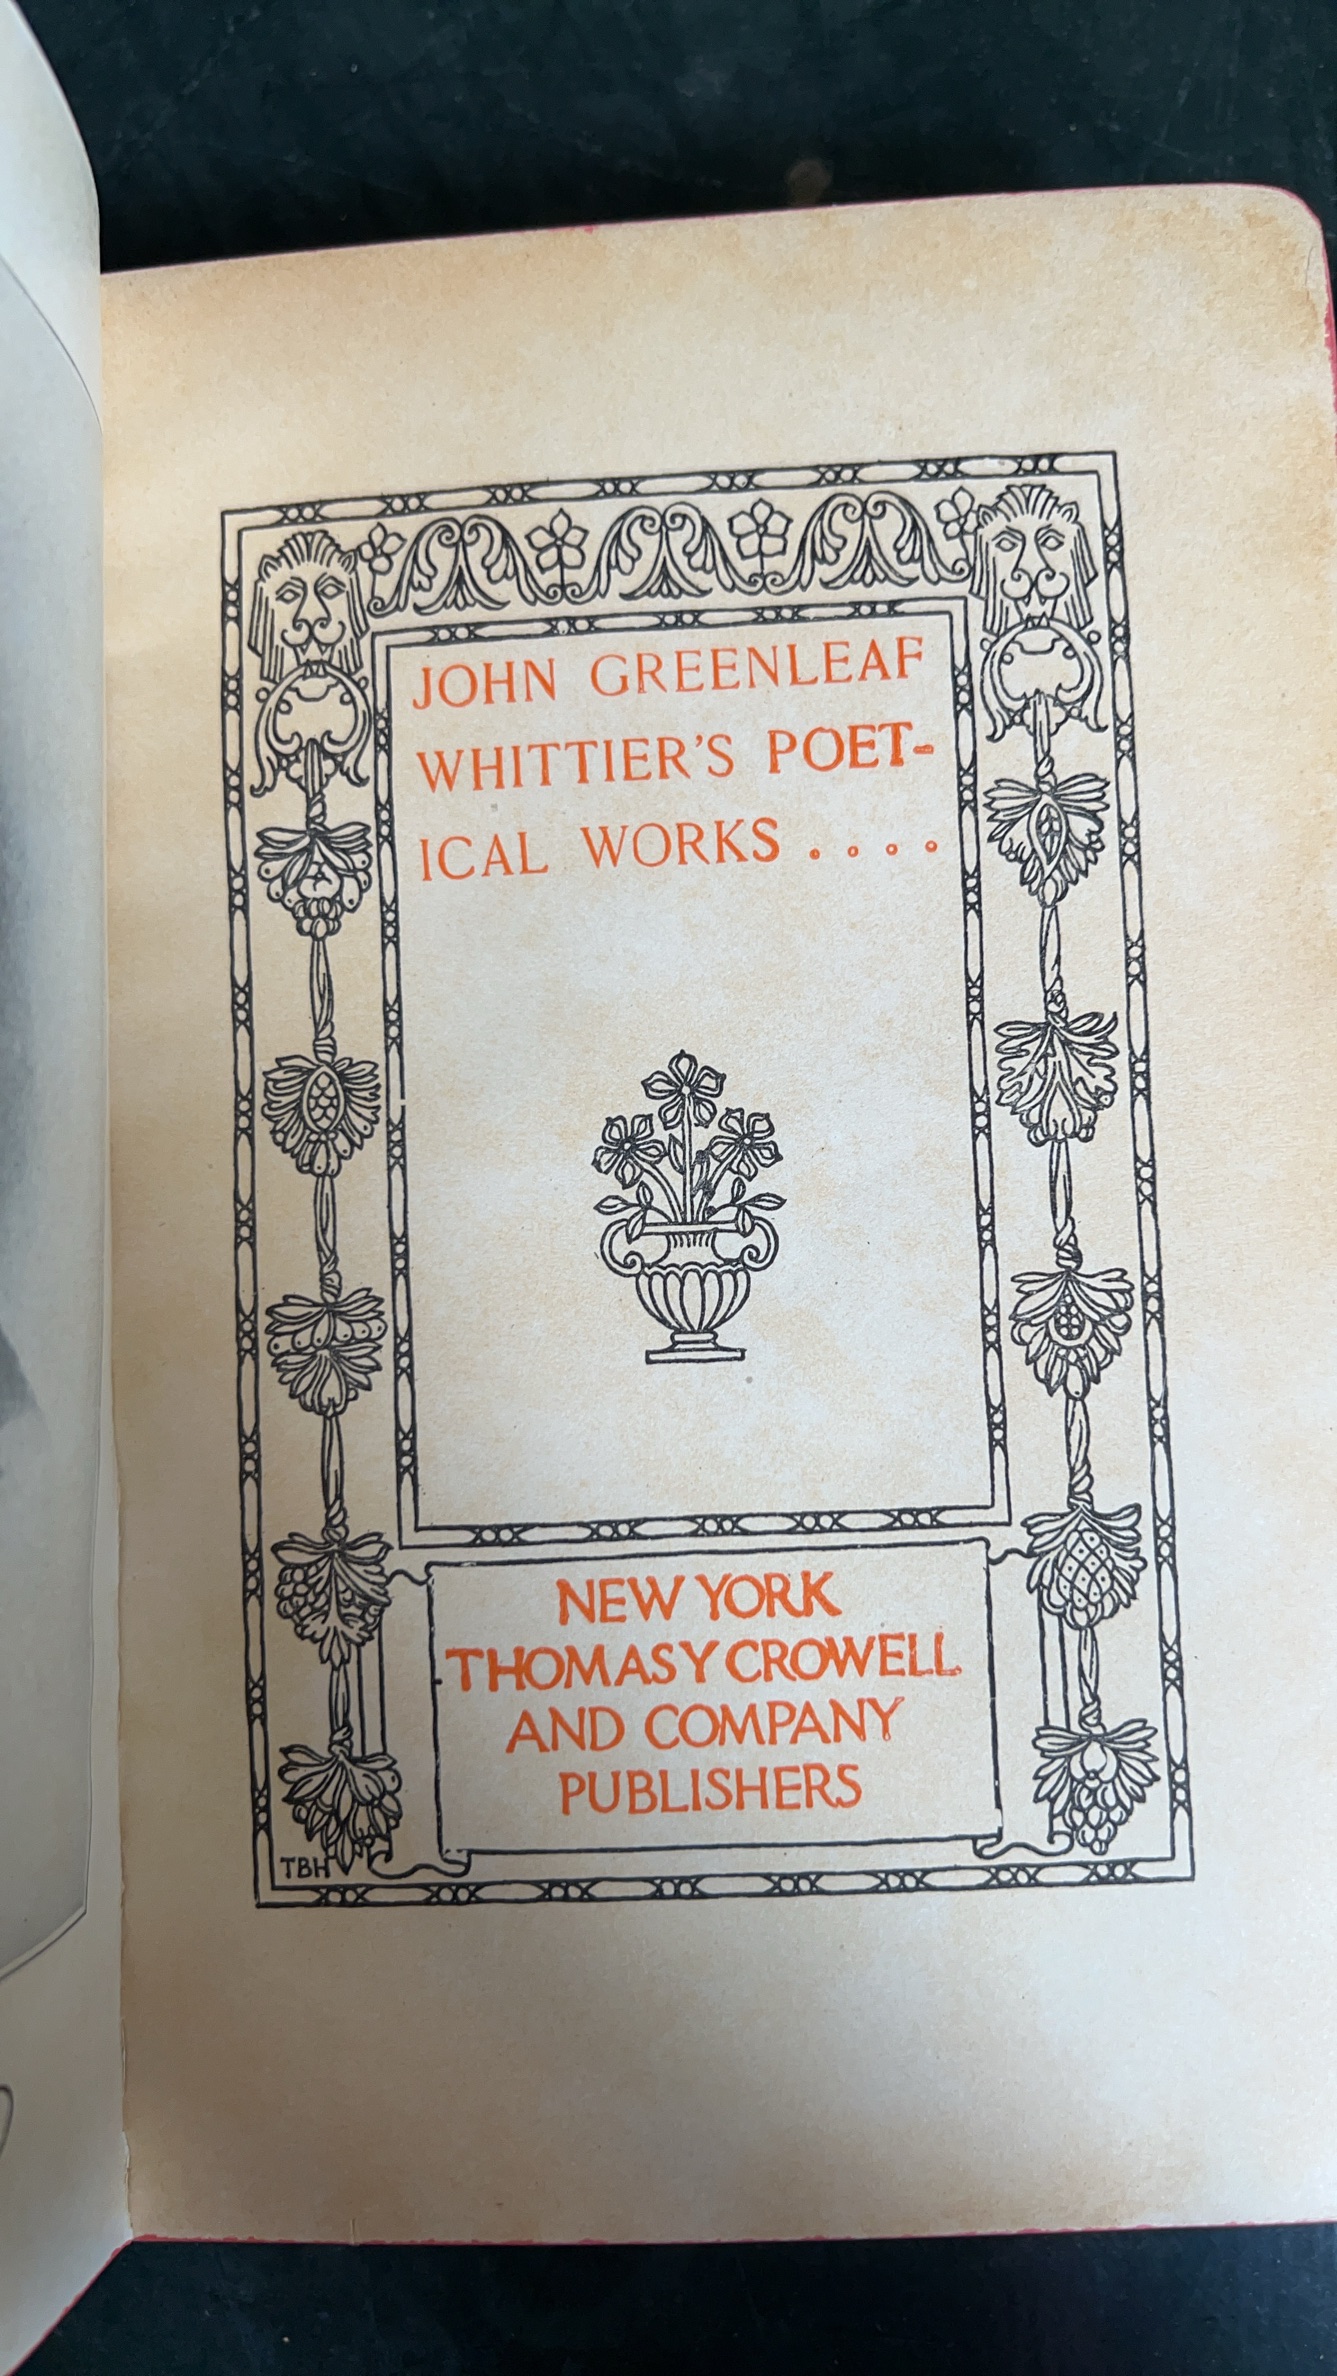 JOHN GREENLEAF
WHITTIER'S POET-
ICAL WORKS . . . .
NEW YORK
THOMAS Y CROWELL
AND COMPANY
PUBLISHERS
TBH